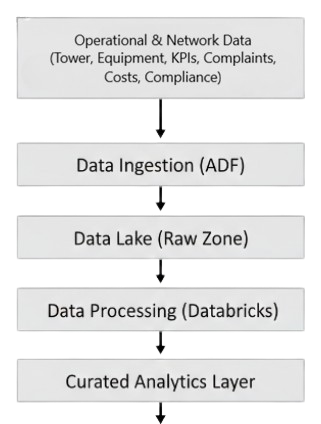 Operational & Network Data
(Tower, Equipment, KPIs, Complaints,
Costs, Compliance)
Data Ingestion (ADF)
Data Lake (Raw Zone)
Data Processing (Databricks)
Curated Analytics Layer